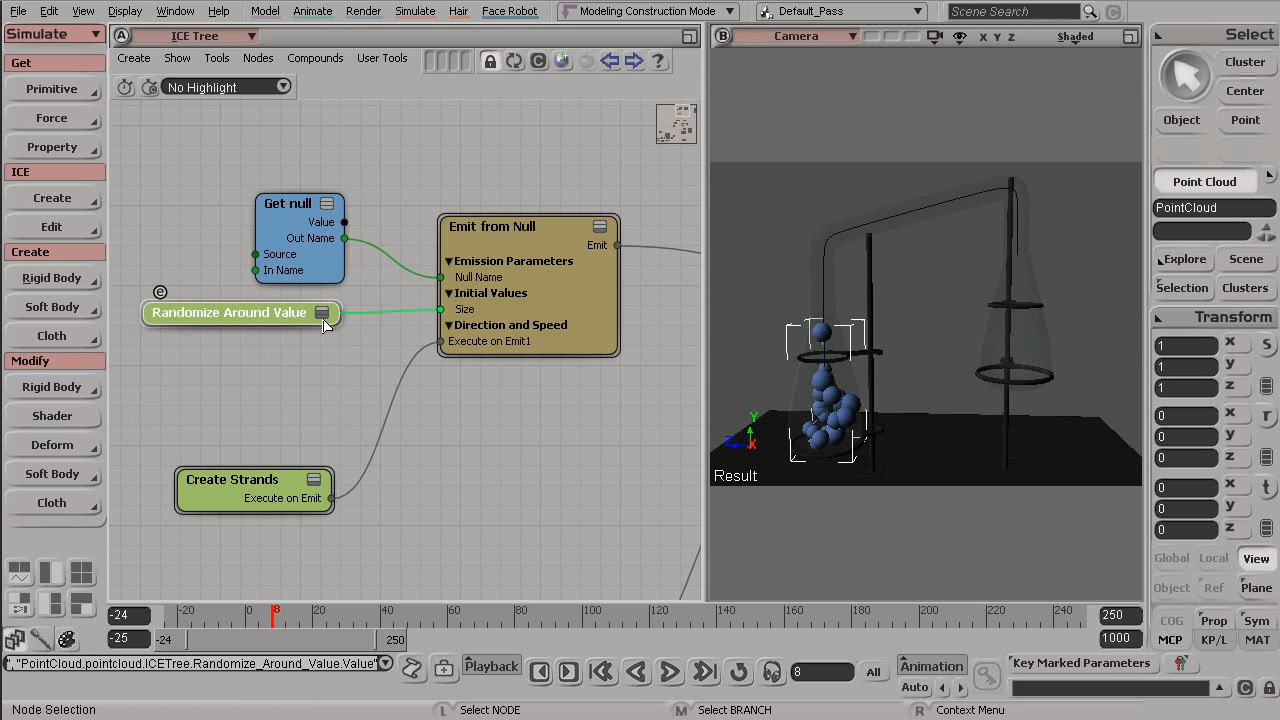 File Edit View Display Window Help Model Animate Render Simulate Hair Face Robot Modeling Construction Mode Default_Pass Scene Search
Simulate
A ICE Tree
B Camera X Y Z Shaded
Select
Get
Create Show Tools Nodes Compounds User Tools
Primitive
No Highlight
Cluster
Center
Force
Object Point
Property
ICE
Create
Edit
Point Cloud
PointCloud
Create
Explore Scene
Rigid Body
Selection Clusters
Soft Body
Transform
Cloth
Modify
Rigid Body
Shader
Deform
Soft Body
Cloth
Get null
Value
Out Name
Source
In Name
e
Randomize Around Value
Emit from Null
Emit
Emission Parameters
Null Name
Initial Values
Size
Direction and Speed
Execute on Emit1
Create Strands
Execute on Emit
Y
Z X
Result
1 x S
1 y
1 z
0 x r
0 y
0 z
0 x t
0 y
0 z
Global Local View
Object Ref Plane
COG Prop Sym
MCP KP/L MAT
-24 -20 0 8 20 40 60 80 100 120 140 160 180 200 220 240 250
-25 -24 250 1000
", "PointCloud.pointcloud.ICETree.Randomize_Around_Value.Value"
Playback
8 All
Animation
Auto
Key Marked Parameters
Node Selection L Select NODE M Select BRANCH R Context Menu